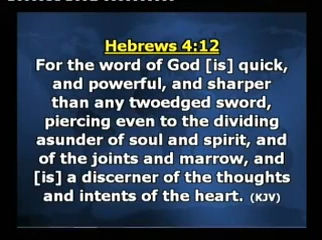 Hebrews 4:12
For the word of God [is] quick,
and powerful, and sharper
than any twoedged sword,
piercing even to the dividing
asunder of soul and spirit, and
of the joints and marrow, and
[is] a discerner of the thoughts
and intents of the heart. (KJV)